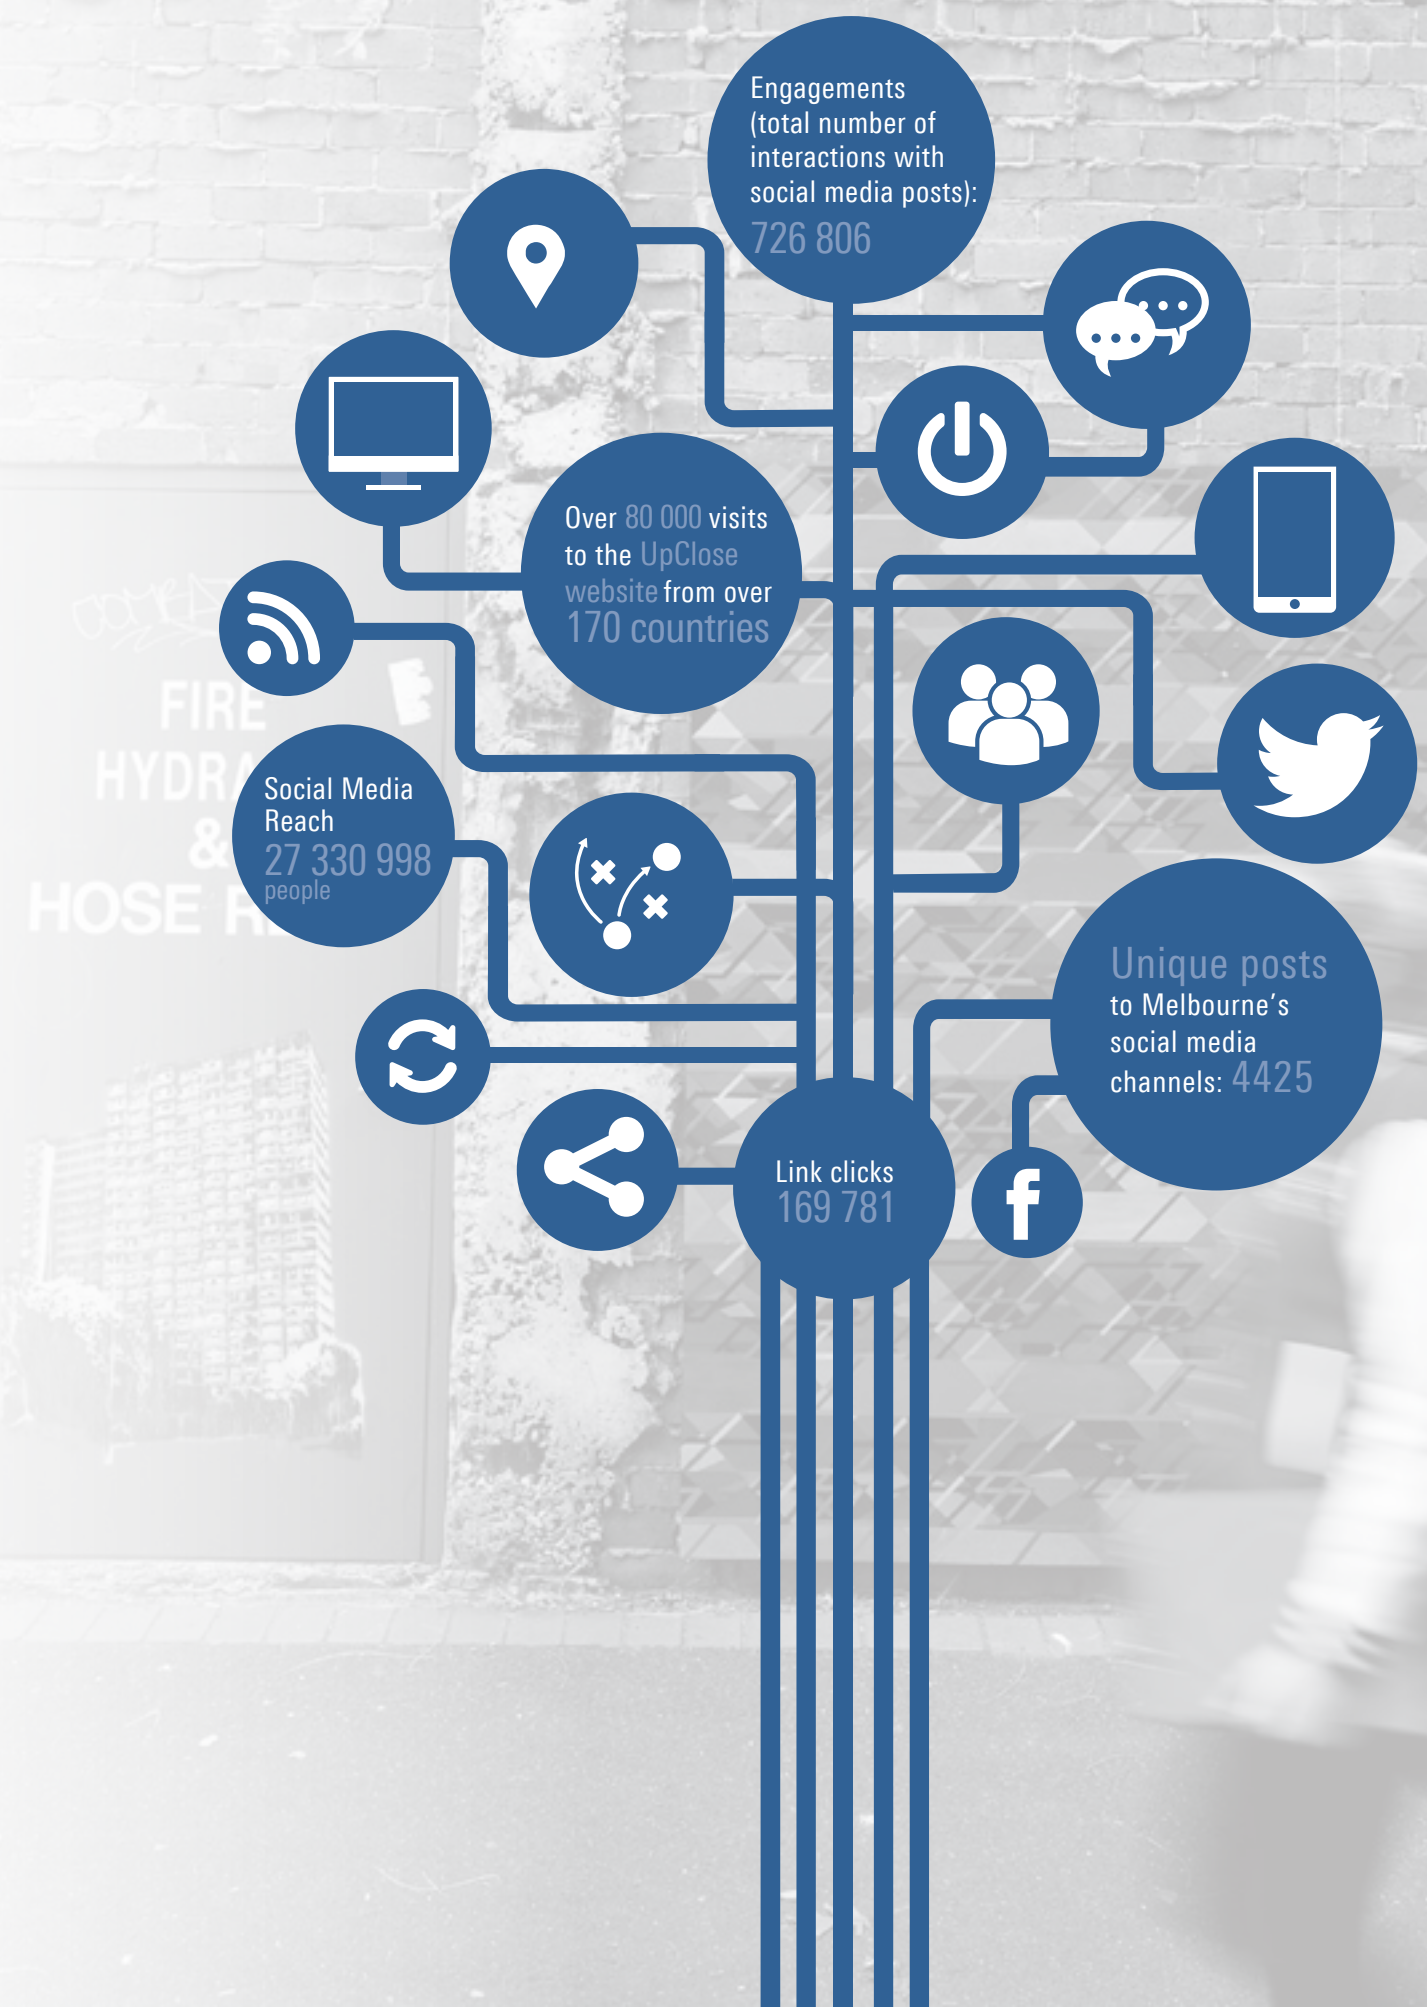 Engagements
(total number of
interactions with
social media posts):
726 806
Over 80 000 visits
to the UpClose
website from over
170 countries
FIRE
&
HOSE
Social Media
Reach
27 330 998
people
Unique posts
to Melbourne's
social media
channels: 4425
Link clicks
169 781